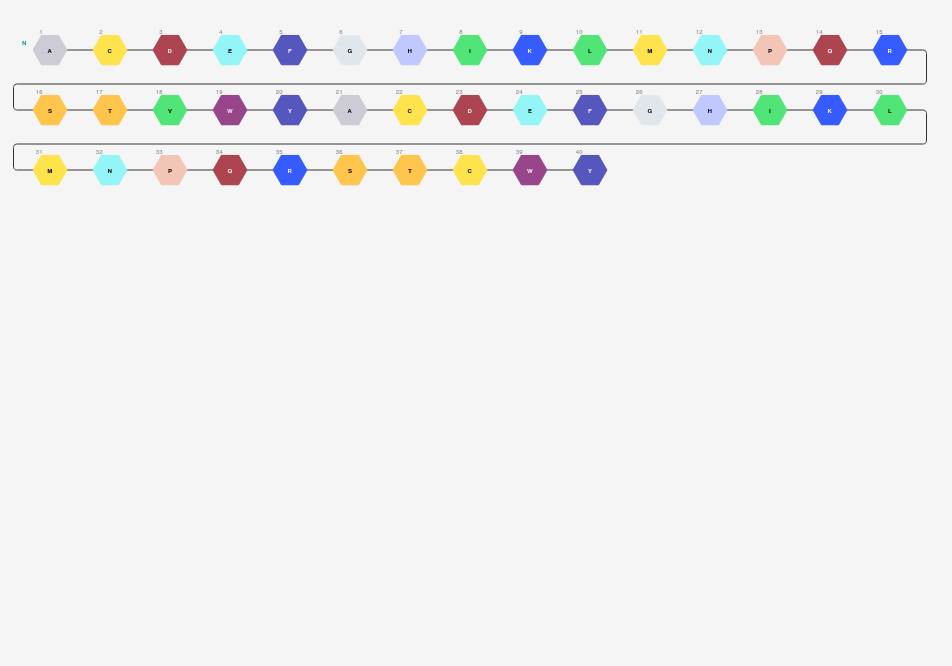 1 2 3 4 5 6 7 8 9 10 11 12 13 14 15
N A C D E F G H I K L M N P Q R
16 17 18 19 20 21 22 23 24 25 26 27 28 29 30
S T V W Y A C D E F G H I K L
31 32 33 34 35 36 37 38 39 40
M N P Q R S T C W Y